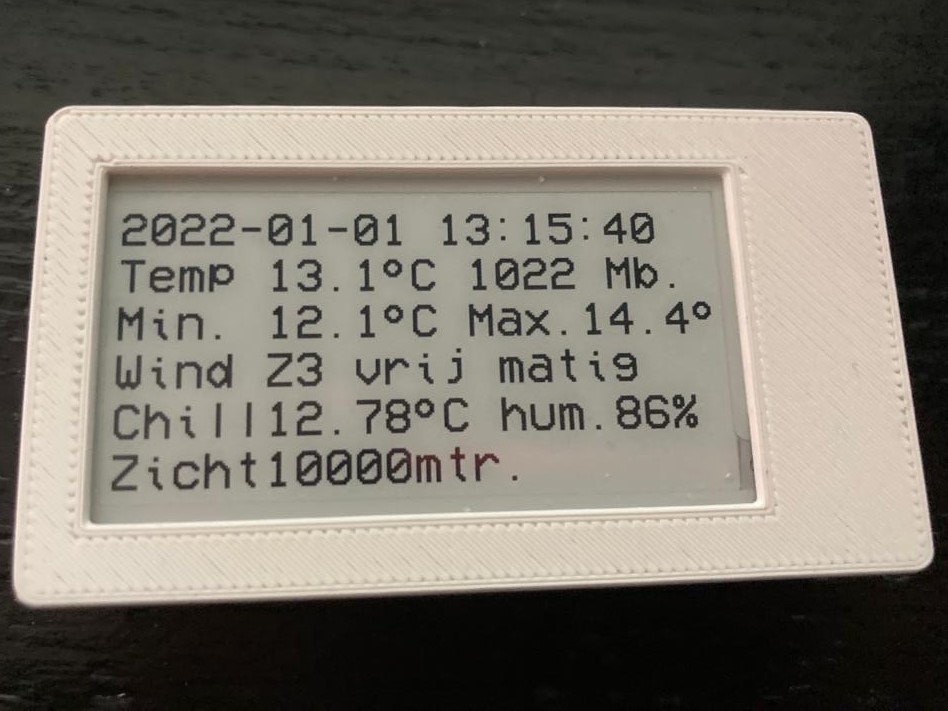 2022-01-01 13:15:40
Temp 13.1°C 1022 Mb.
Min. 12.1°C Max.14.4°
Wind Z3 vrij matig
Chill12.78°C hum.86%
Zicht10000mtr.